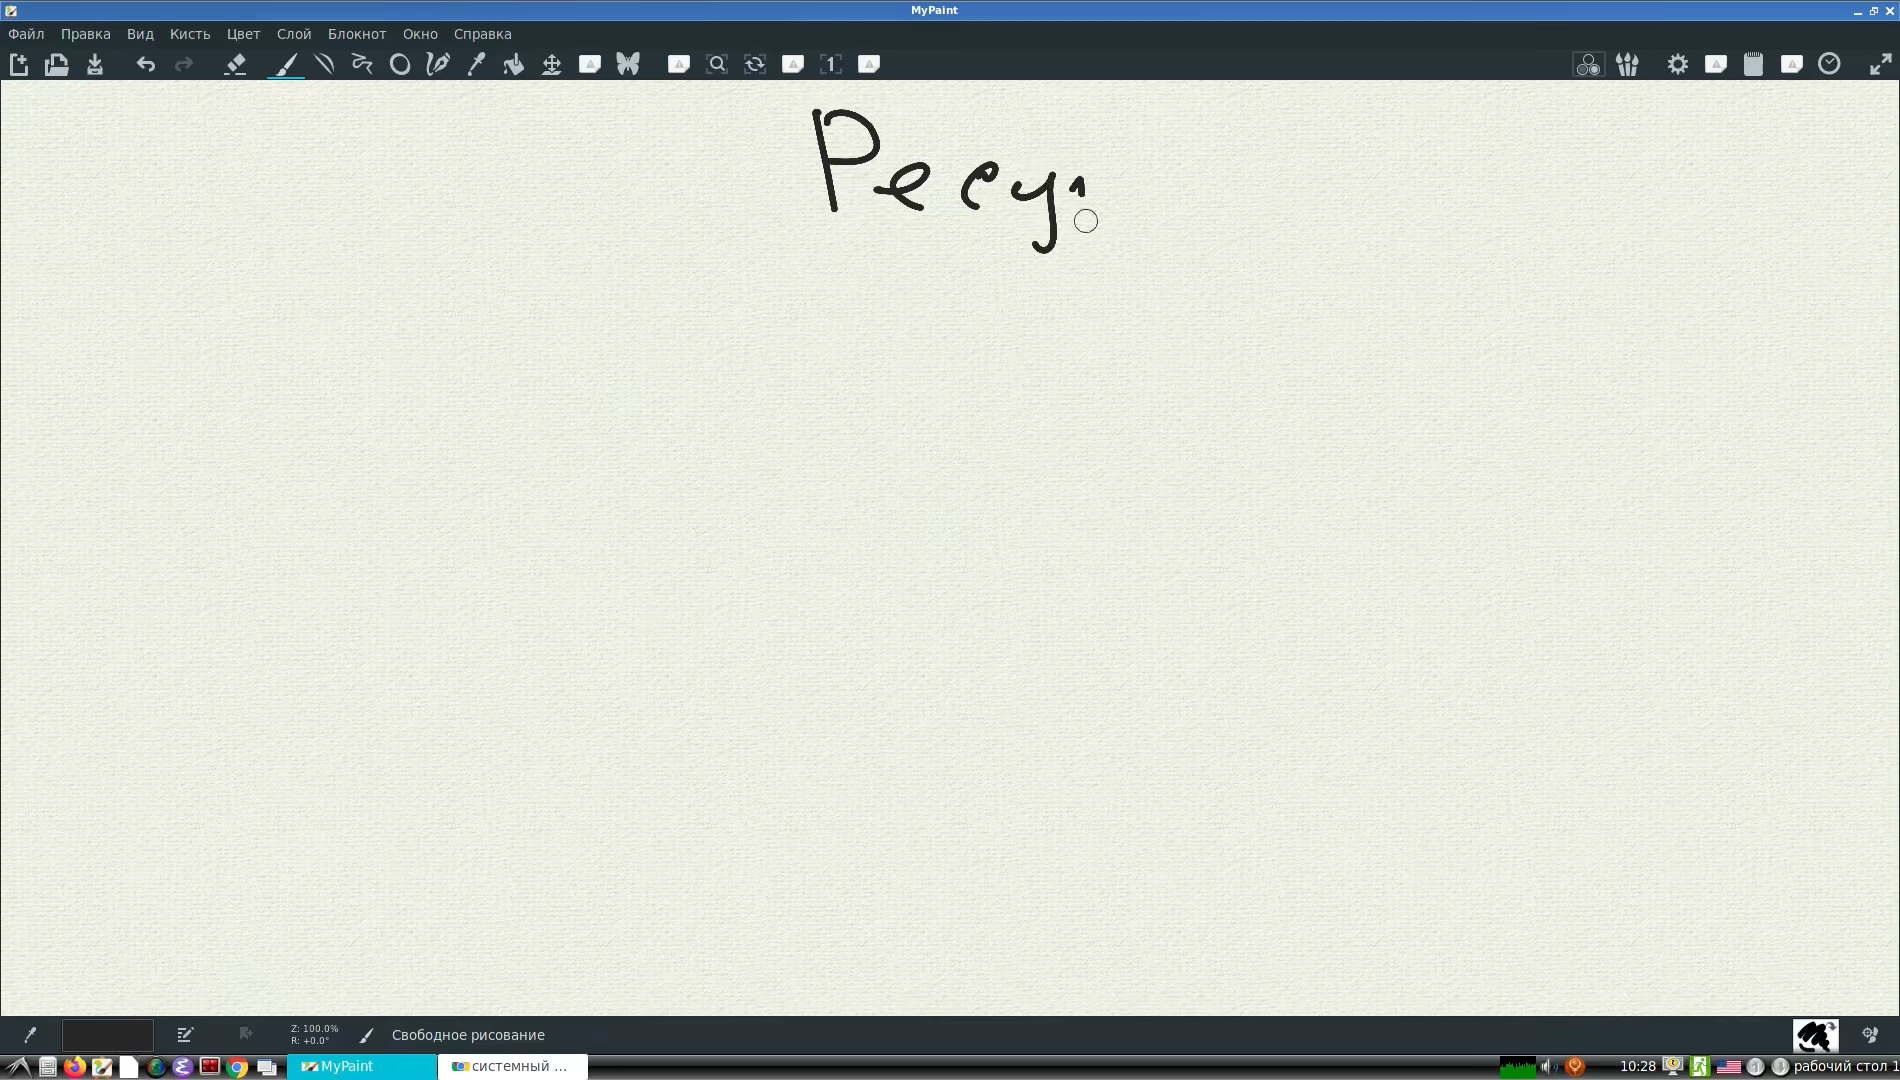 MyPaint
Файл Правка Вид Кисть Цвет Слой Блокнот Окно Справка
1
Ресу
Z: 100.0%
R: +0.0°
Свободное рисование
MyPaint системный ... 10:28 рабочий стол 1